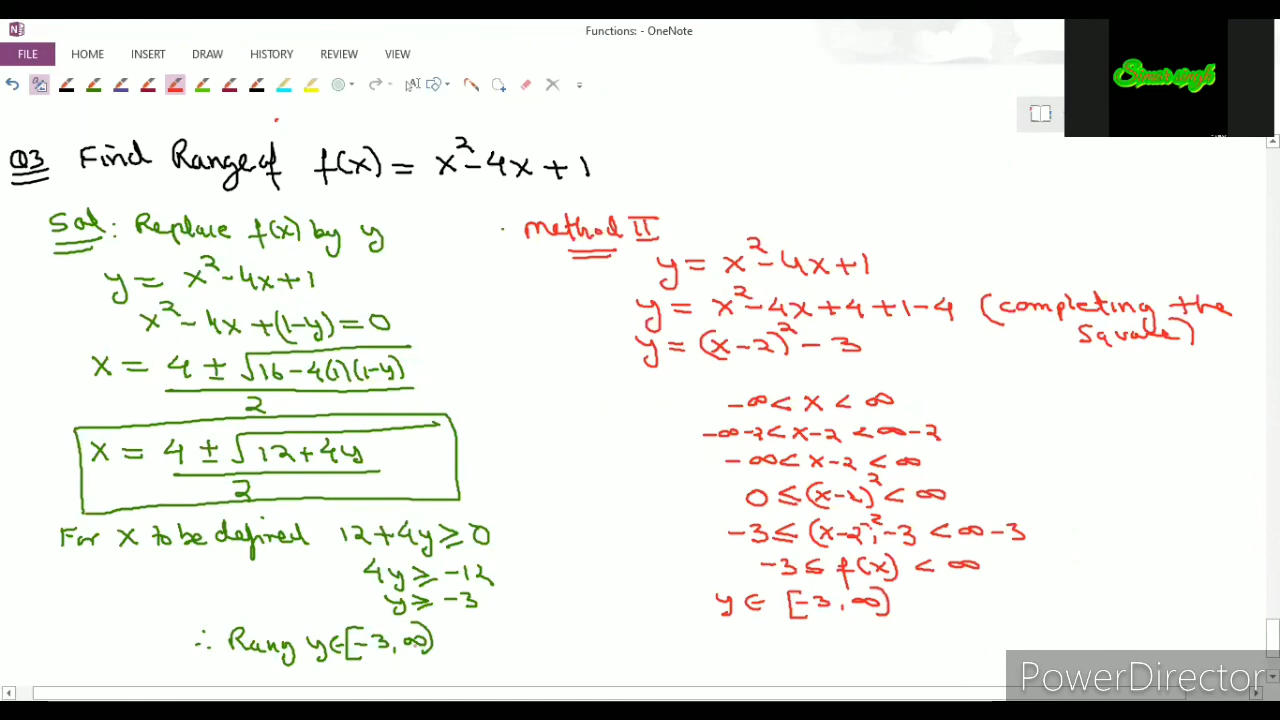 Functions: - OneNote
FILE HOME INSERT DRAW HISTORY REVIEW VIEW
Simar singh
Q3 Find Range of f(x) = x² - 4x + 1
Sol: Replace f(x) by y
y = x² - 4x + 1
x² - 4x + (1-y) = 0
x = 4 ± √16 - 4(1)(1-y) / 2
x = 4 ± √12 + 4y / 2
For x to be defined 12 + 4y ≥ 0
4y ≥ -12
y ≥ -3
∴ Rang y ∈ [-3, ∞)
method II
y = x² - 4x + 1
y = x² - 4x + 4 + 1 - 4 (completing the square)
y = (x-2)² - 3
-∞ < x < ∞
-∞-2 < x-2 < ∞-2
-∞ < x-2 < ∞
0 ≤ (x-2)² < ∞
-3 ≤ (x-2)² - 3 < ∞ - 3
-3 ≤ f(x) < ∞
y ∈ [-3, ∞)
PowerDirector